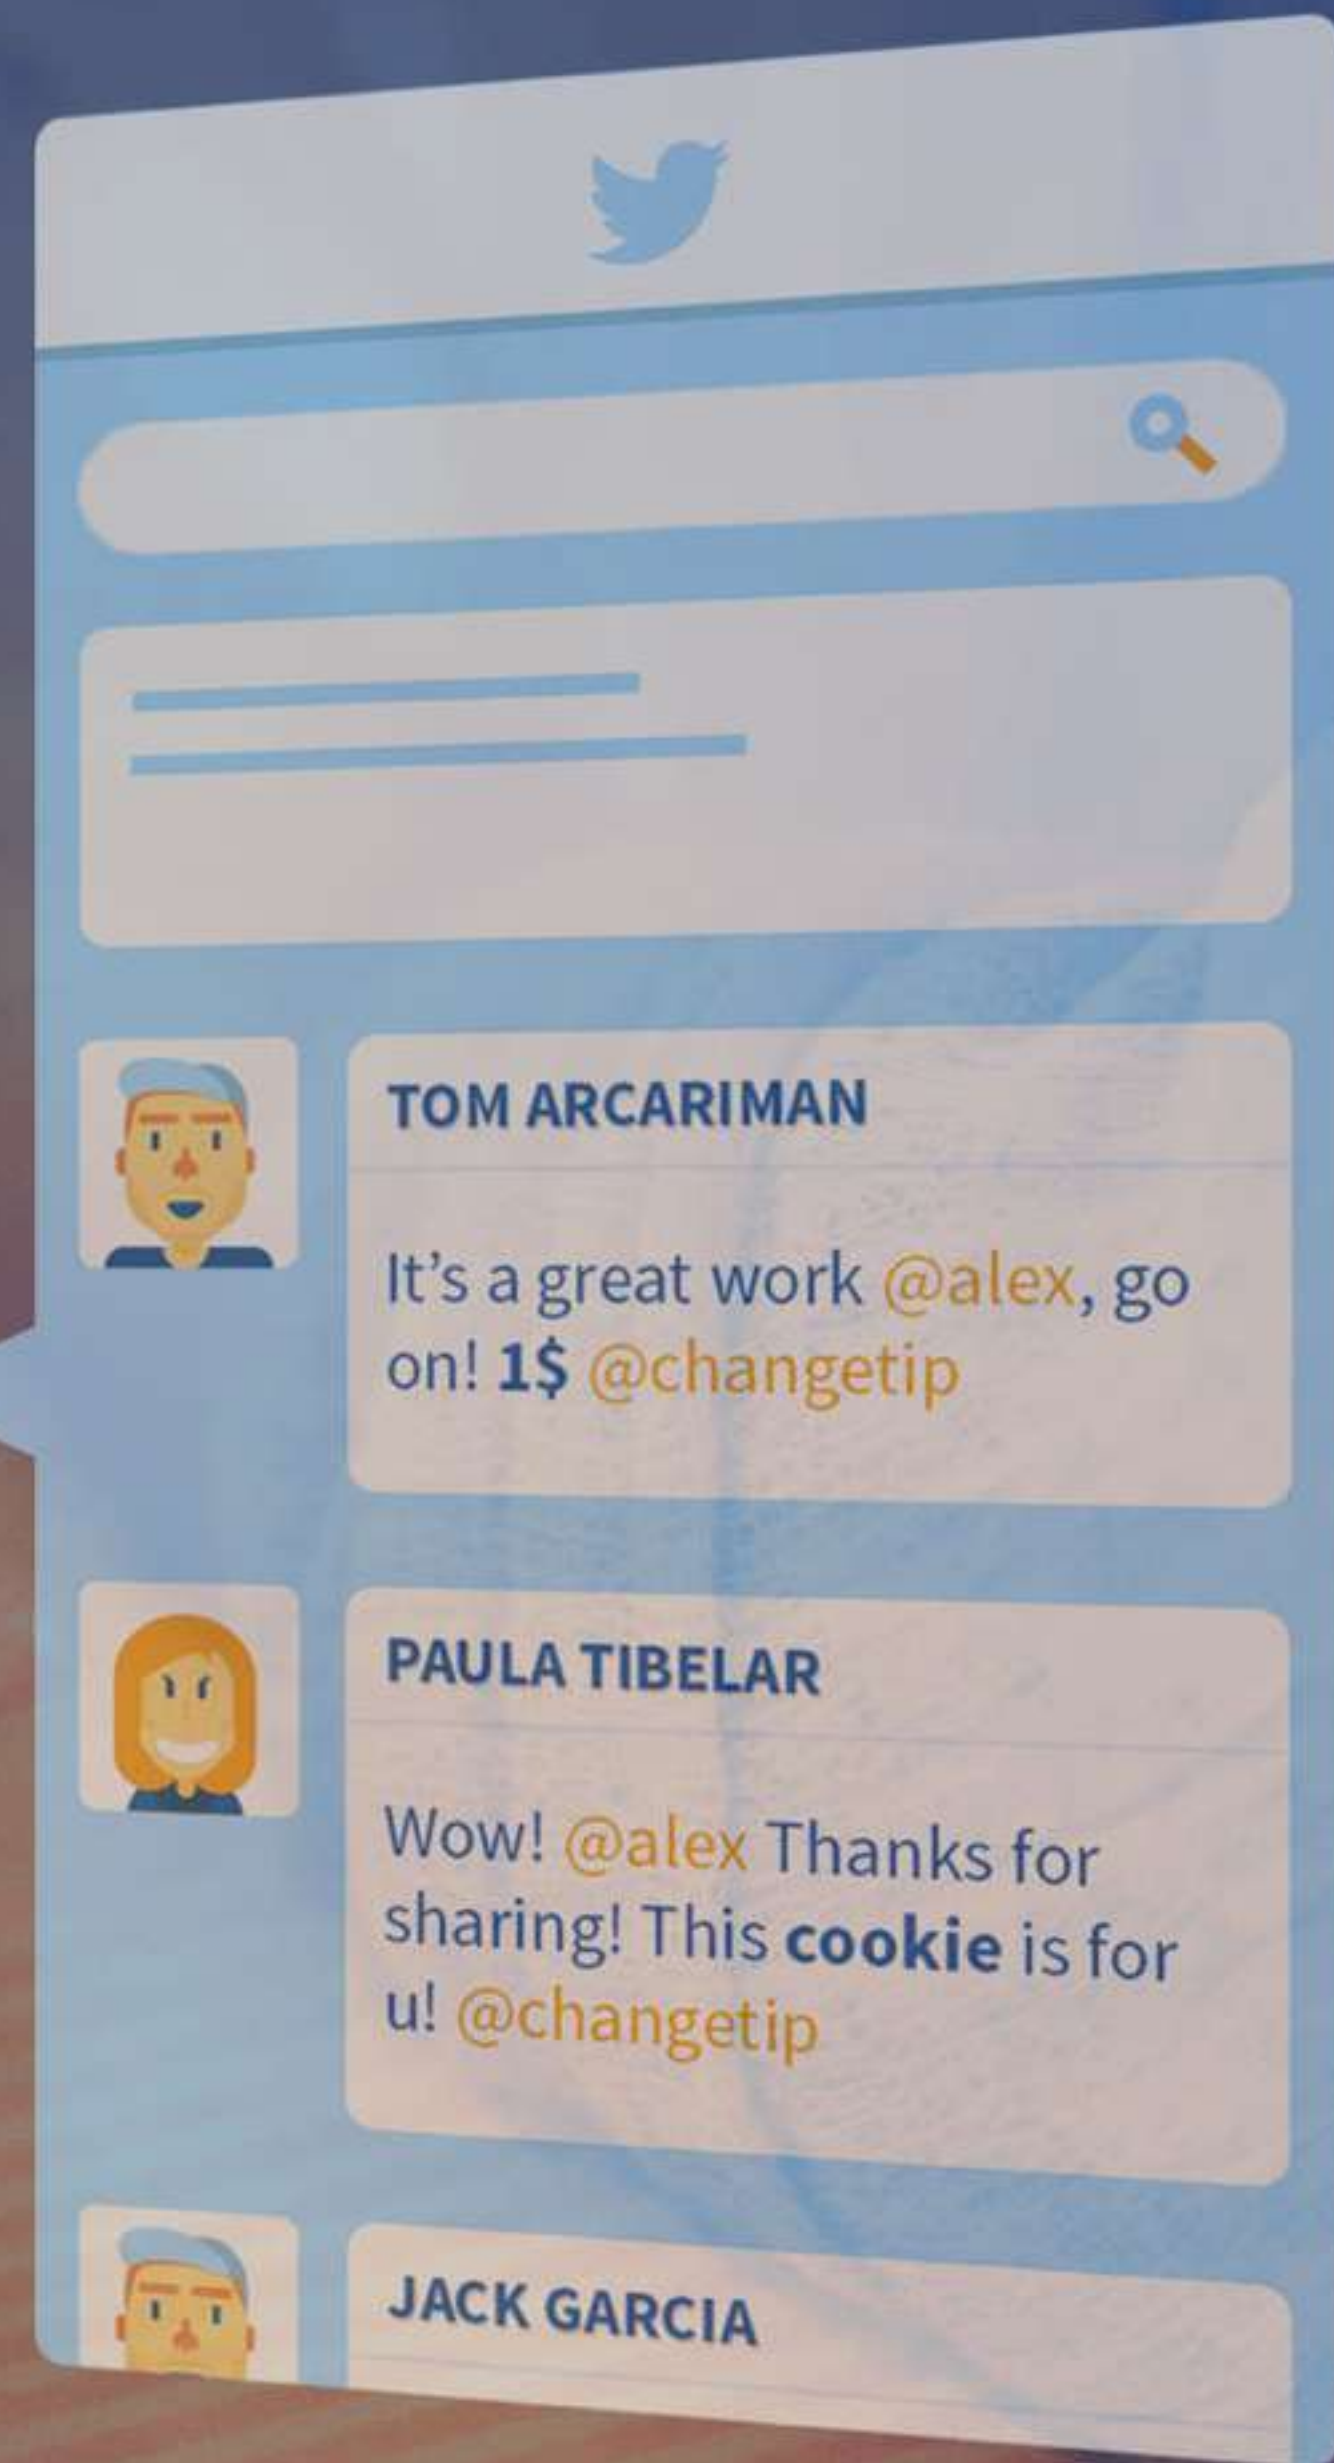 TOM ARCARIMAN
It’s a great work @alex, go
on! 1$ @changetip
PAULA TIBELAR
Wow! @alex Thanks for
sharing! This cookie is for
u! @changetip
JACK GARCIA